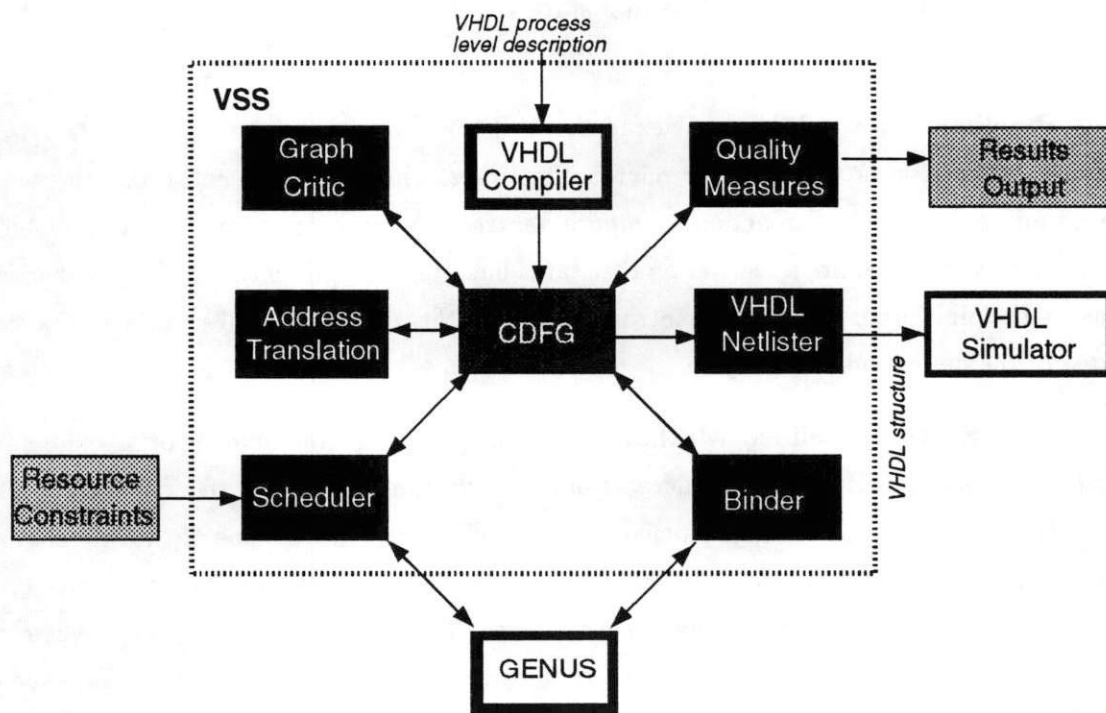 VHDL process
level description
VSS
Graph
Critic
VHDL
Compiler
Quality
Measures
Results
Output
Address
Translation
CDFG
VHDL
Netlister
VHDL
Simulator
VHDL structure
Resource
Constraints
Scheduler
Binder
GENUS